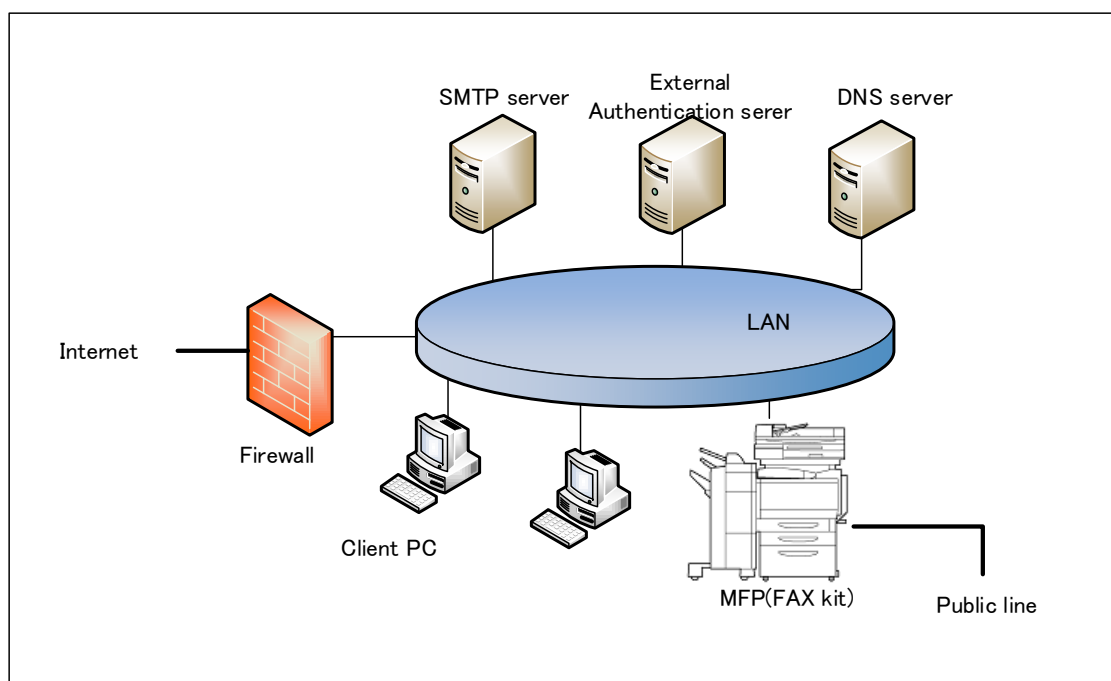 SMTP server
External
Authentication serer
DNS server
LAN
Internet
Firewall
Client PC
MFP(FAX kit)
Public line